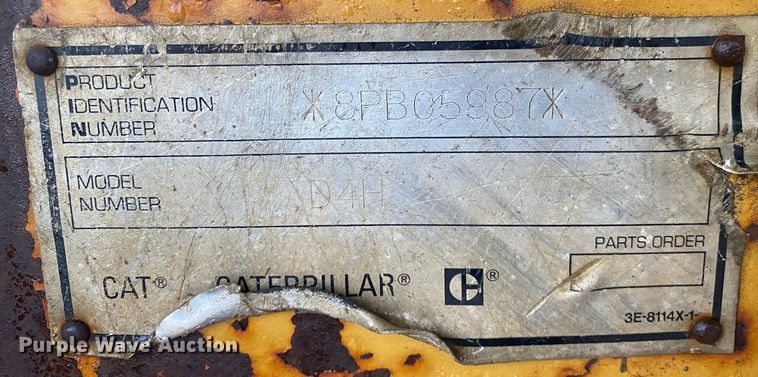 PRODUCT
IDENTIFICATION
NUMBER
*8PB05987*
MODEL
NUMBER
D4H
PARTS ORDER
CAT® CATERPILLAR® C
3E-8114X-1-
Purple Wave Auction